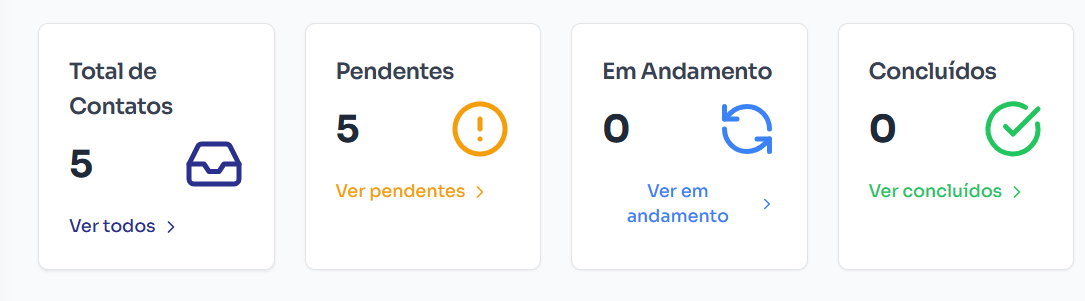 Total de
Contatos
5
Ver todos
Pendentes
5
Ver pendentes
Em Andamento
0
Ver em
andamento
Concluídos
0
Ver concluídos